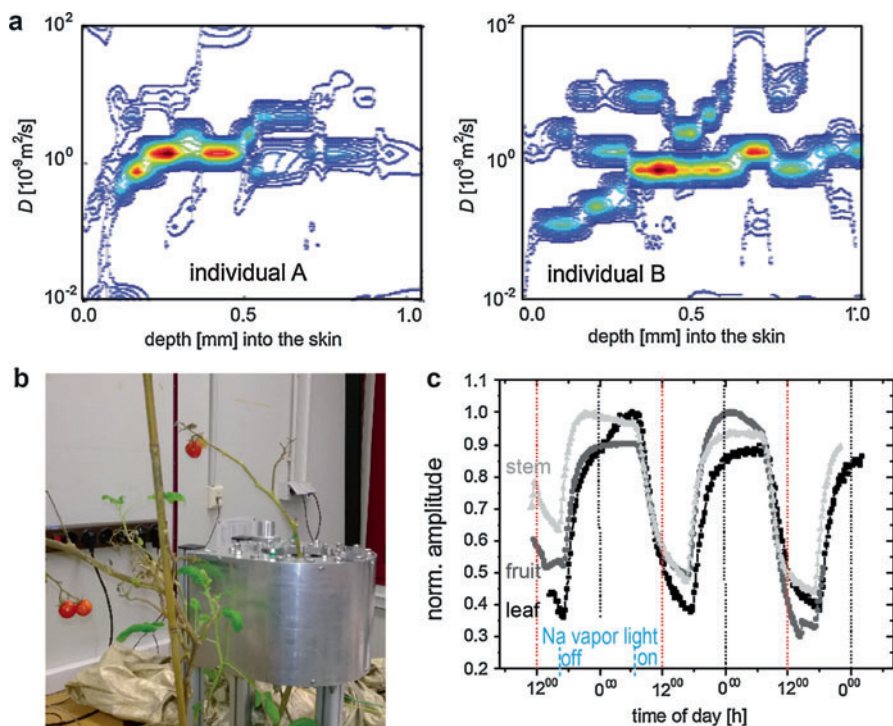 a
10²
10⁰
10⁻²
D [10⁻⁹m²/s]
individual A
0.0
0.5
1.0
depth [mm] into the skin
10²
10⁰
10⁻²
D [10⁻⁹m²/s]
individual B
0.0
0.5
1.0
depth [mm] into the skin
b
c
1.1
1.0
0.9
0.8
0.7
0.6
0.5
0.4
0.3
0.2
norm. amplitude
stem
fruit
leaf
Na vapor light
off
on
12⁰⁰
0⁰⁰
12⁰⁰
0⁰⁰
12⁰⁰
0⁰⁰
time of day [h]